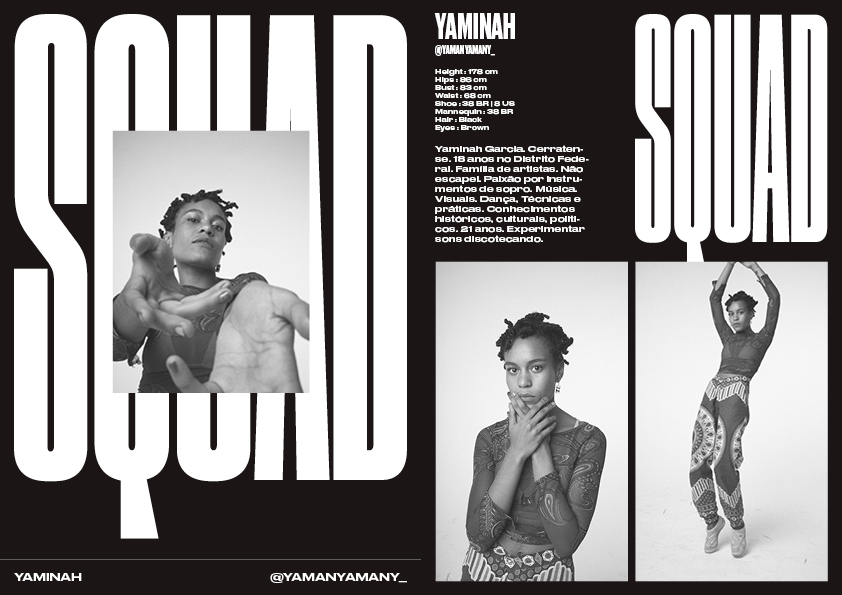 SQUAD
YAMINAH
@YAMANYAMANY_
YAMINAH
@YAMANYAMANY_
Height : 178 cm
Hips : 86 cm
Bust : 83 cm
Waist : 68 cm
Shoe : 38 BR | 8 US
Mannequin : 38 BR
Hair : Black
Eyes : Brown
Yaminah Garcia. Cerraten-
se. 18 anos no Distrito Fede-
ral. Família de artistas. Não
escapei. Paixão por instru-
mentos de sopro. Música.
Visuais. Dança, Técnicas e
práticas. Conhecimentos
históricos, culturais, políti-
cos. 21 anos. Experimentar
sons discotecando.
SQUAD